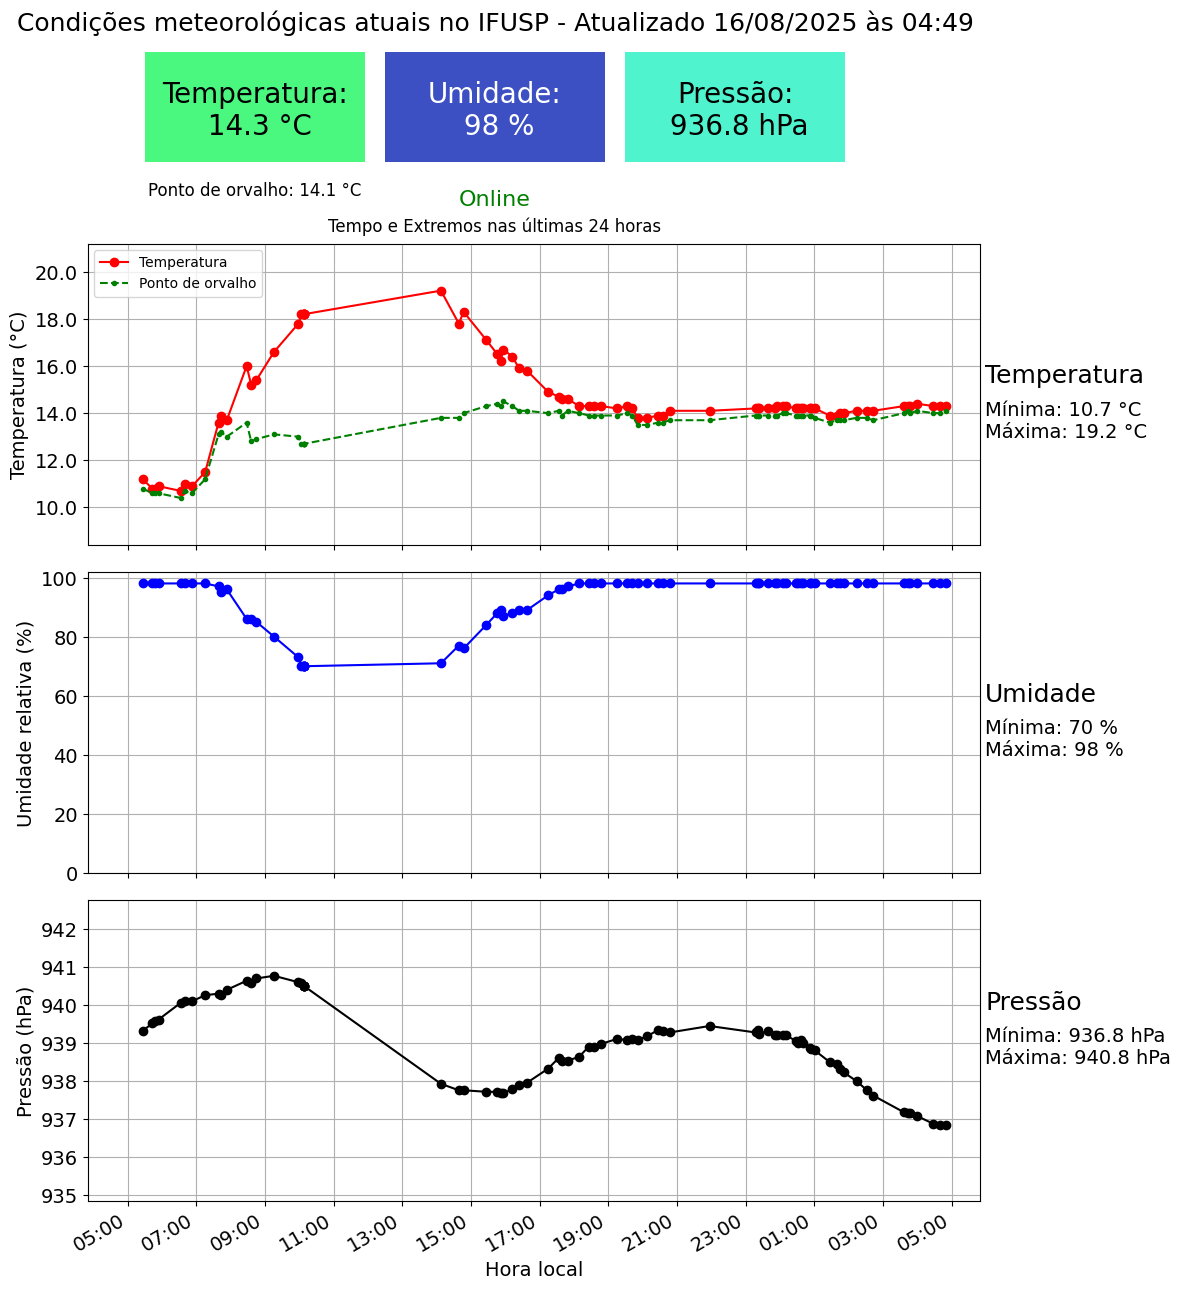 Condições meteorológicas atuais no IFUSP - Atualizado 16/08/2025 às 04:49
Temperatura:
14.3 °C
Umidade:
98 %
Pressão:
936.8 hPa
Ponto de orvalho: 14.1 °C
Online
Tempo e Extremos nas últimas 24 horas
Temperatura
Ponto de orvalho
Temperatura (°C)
20.0
18.0
16.0
14.0
12.0
10.0
Temperatura
Mínima: 10.7 °C
Máxima: 19.2 °C
Umidade relativa (%)
100
80
60
40
20
0
Umidade
Mínima: 70 %
Máxima: 98 %
Pressão (hPa)
942
941
940
939
938
937
936
935
Pressão
Mínima: 936.8 hPa
Máxima: 940.8 hPa
05:00 07:00 09:00 11:00 13:00 15:00 17:00 19:00 21:00 23:00 01:00 03:00 05:00
Hora local